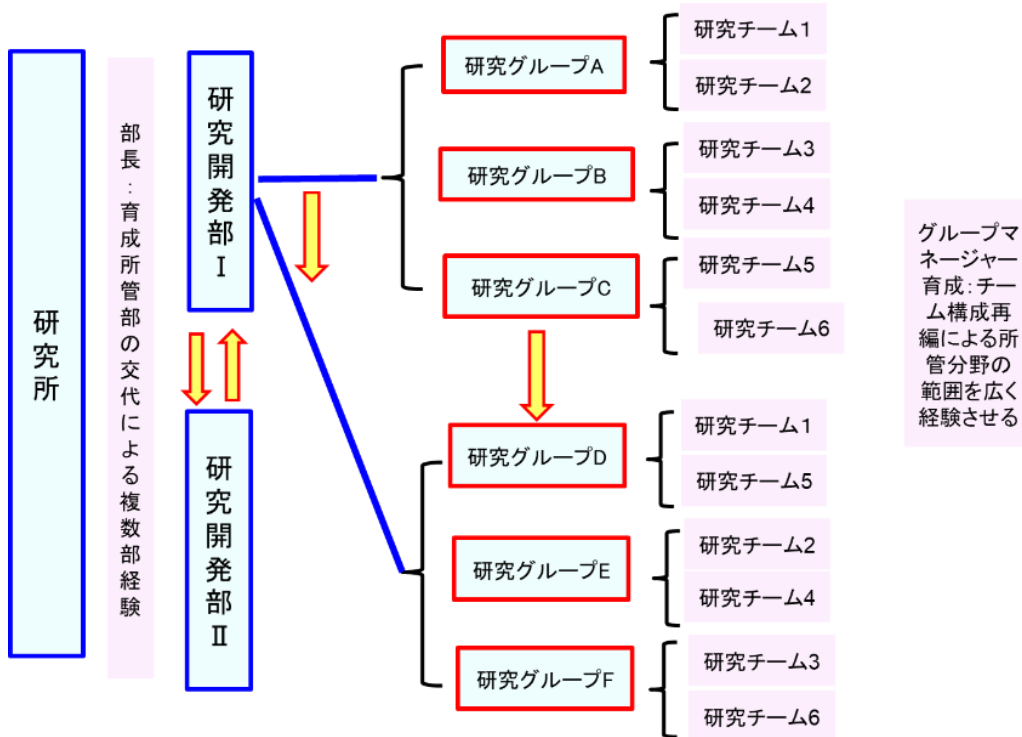 研究所
部長：育成所管部の交代による複数部経験
研究開発部Ⅰ
研究開発部Ⅱ
研究グループA
研究チーム1
研究チーム2
研究グループB
研究チーム3
研究チーム4
研究グループC
研究チーム5
研究チーム6
研究グループD
研究チーム1
研究チーム5
研究グループE
研究チーム2
研究チーム4
研究グループF
研究チーム3
研究チーム6
グループマ
ネージャー
育成：チー
ム構成再
編による所
管分野の
範囲を広く
経験させる